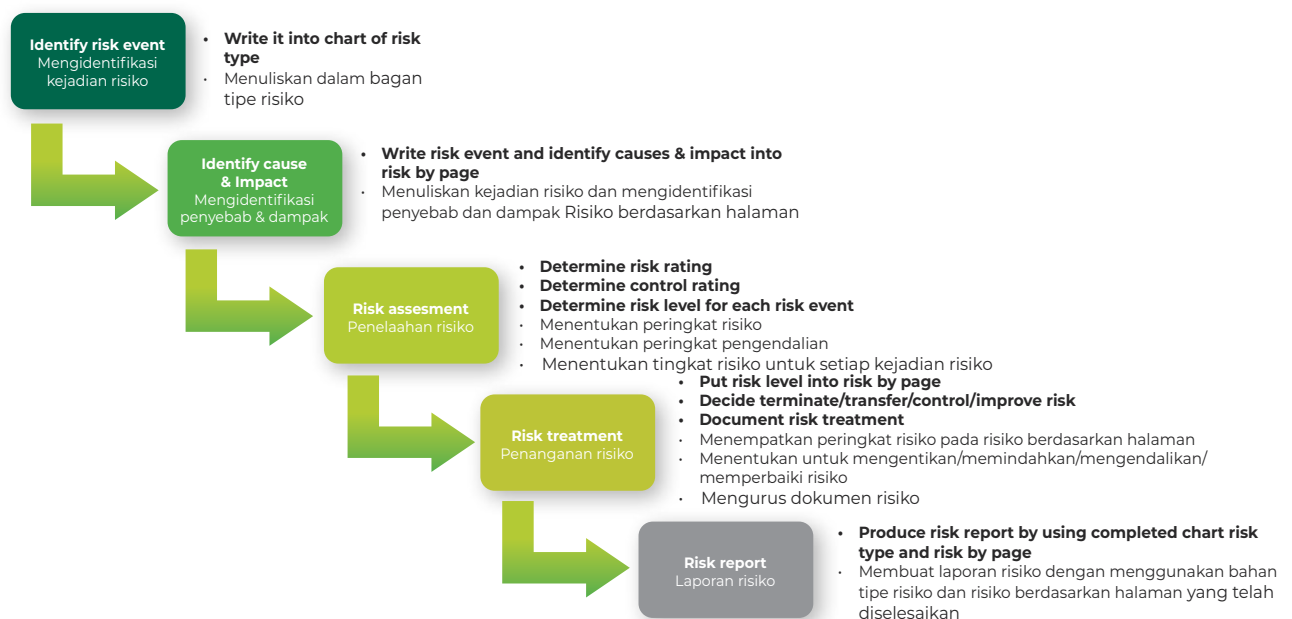 Identify risk event
Mengidentifikasi
kejadian risiko
• Write it into chart of risk
type
• Menuliskan dalam bagan
tipe risiko
Identify cause
& Impact
Mengidentifikasi
penyebab & dampak
• Write risk event and identify causes & impact into
risk by page
• Menuliskan kejadian risiko dan mengidentifikasi
penyebab dan dampak Risiko berdasarkan halaman
Risk assesment
Penelaahan risiko
• Determine risk rating
• Determine control rating
• Determine risk level for each risk event
• Menentukan peringkat risiko
• Menentukan peringkat pengendalian
• Menentukan tingkat risiko untuk setiap kejadian risiko
Risk treatment
Penanganan risiko
• Put risk level into risk by page
• Decide terminate/transfer/control/improve risk
• Document risk treatment
• Menempatkan peringkat risiko pada risiko berdasarkan halaman
• Menentukan untuk mengentikan/memindahkan/mengendalikan/
memperbaiki risiko
• Mengurus dokumen risiko
Risk report
Laporan risiko
• Produce risk report by using completed chart risk
type and risk by page
• Membuat laporan risiko dengan menggunakan bahan
tipe risiko dan risiko berdasarkan halaman yang telah
diselesaikan